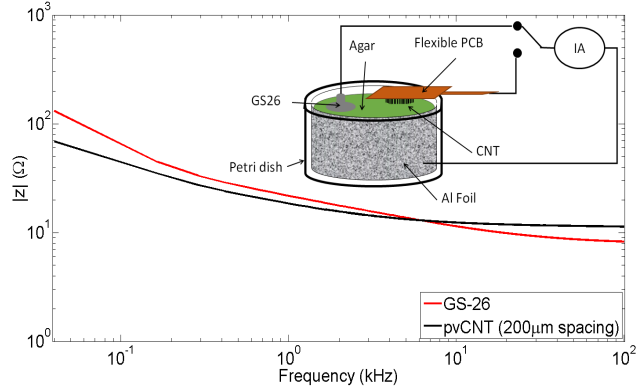 10³
10²
10¹
10⁰
|z| (Ω)
Agar
Flexible PCB
IA
GS26
CNT
Petri dish
Al Foil
GS-26
pvCNT (200µm spacing)
10⁻¹
10⁰
10¹
10²
Frequency (kHz)